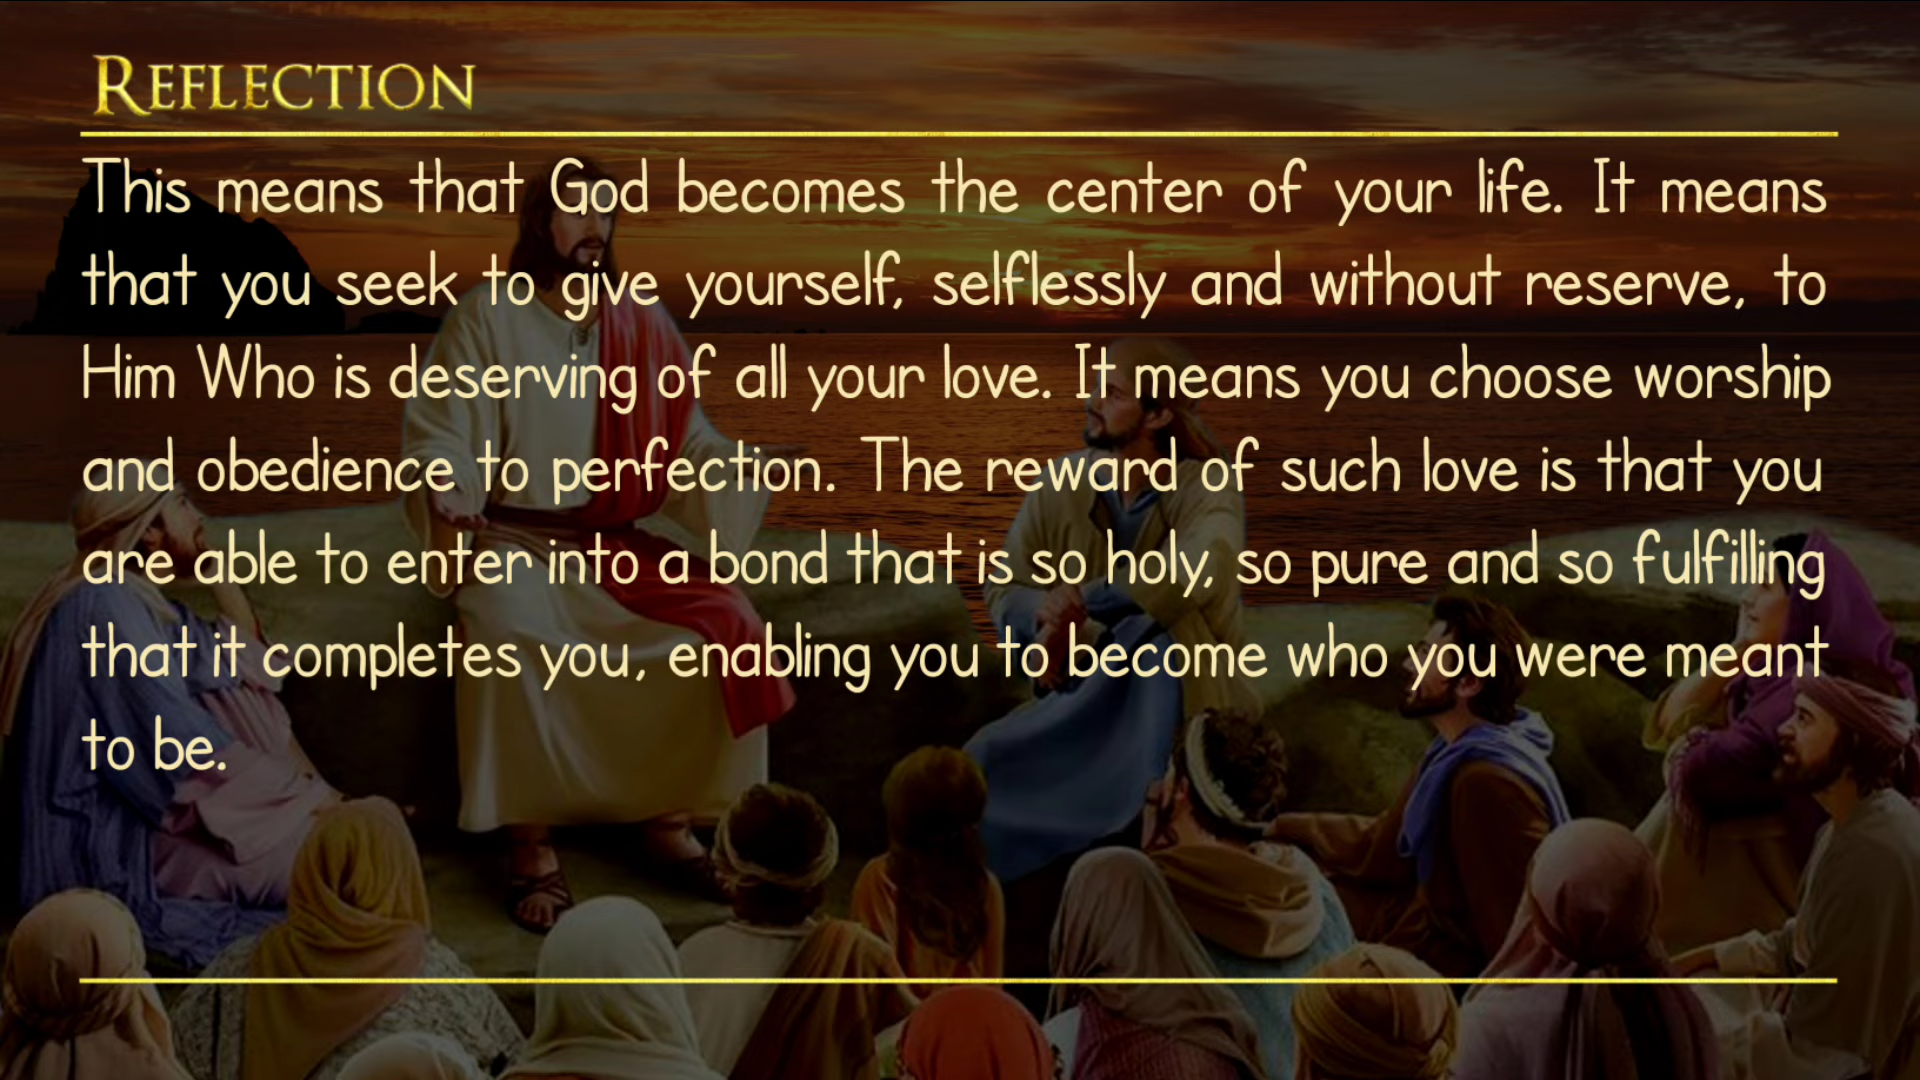 REFLECTION
This means that God becomes the center of your life. It means
that you seek to give yourself, selflessly and without reserve, to
Him Who is deserving of all your love. It means you choose worship
and obedience to perfection. The reward of such love is that you
are able to enter into a bond that is so holy, so pure and so fulfilling
that it completes you, enabling you to become who you were meant
to be.